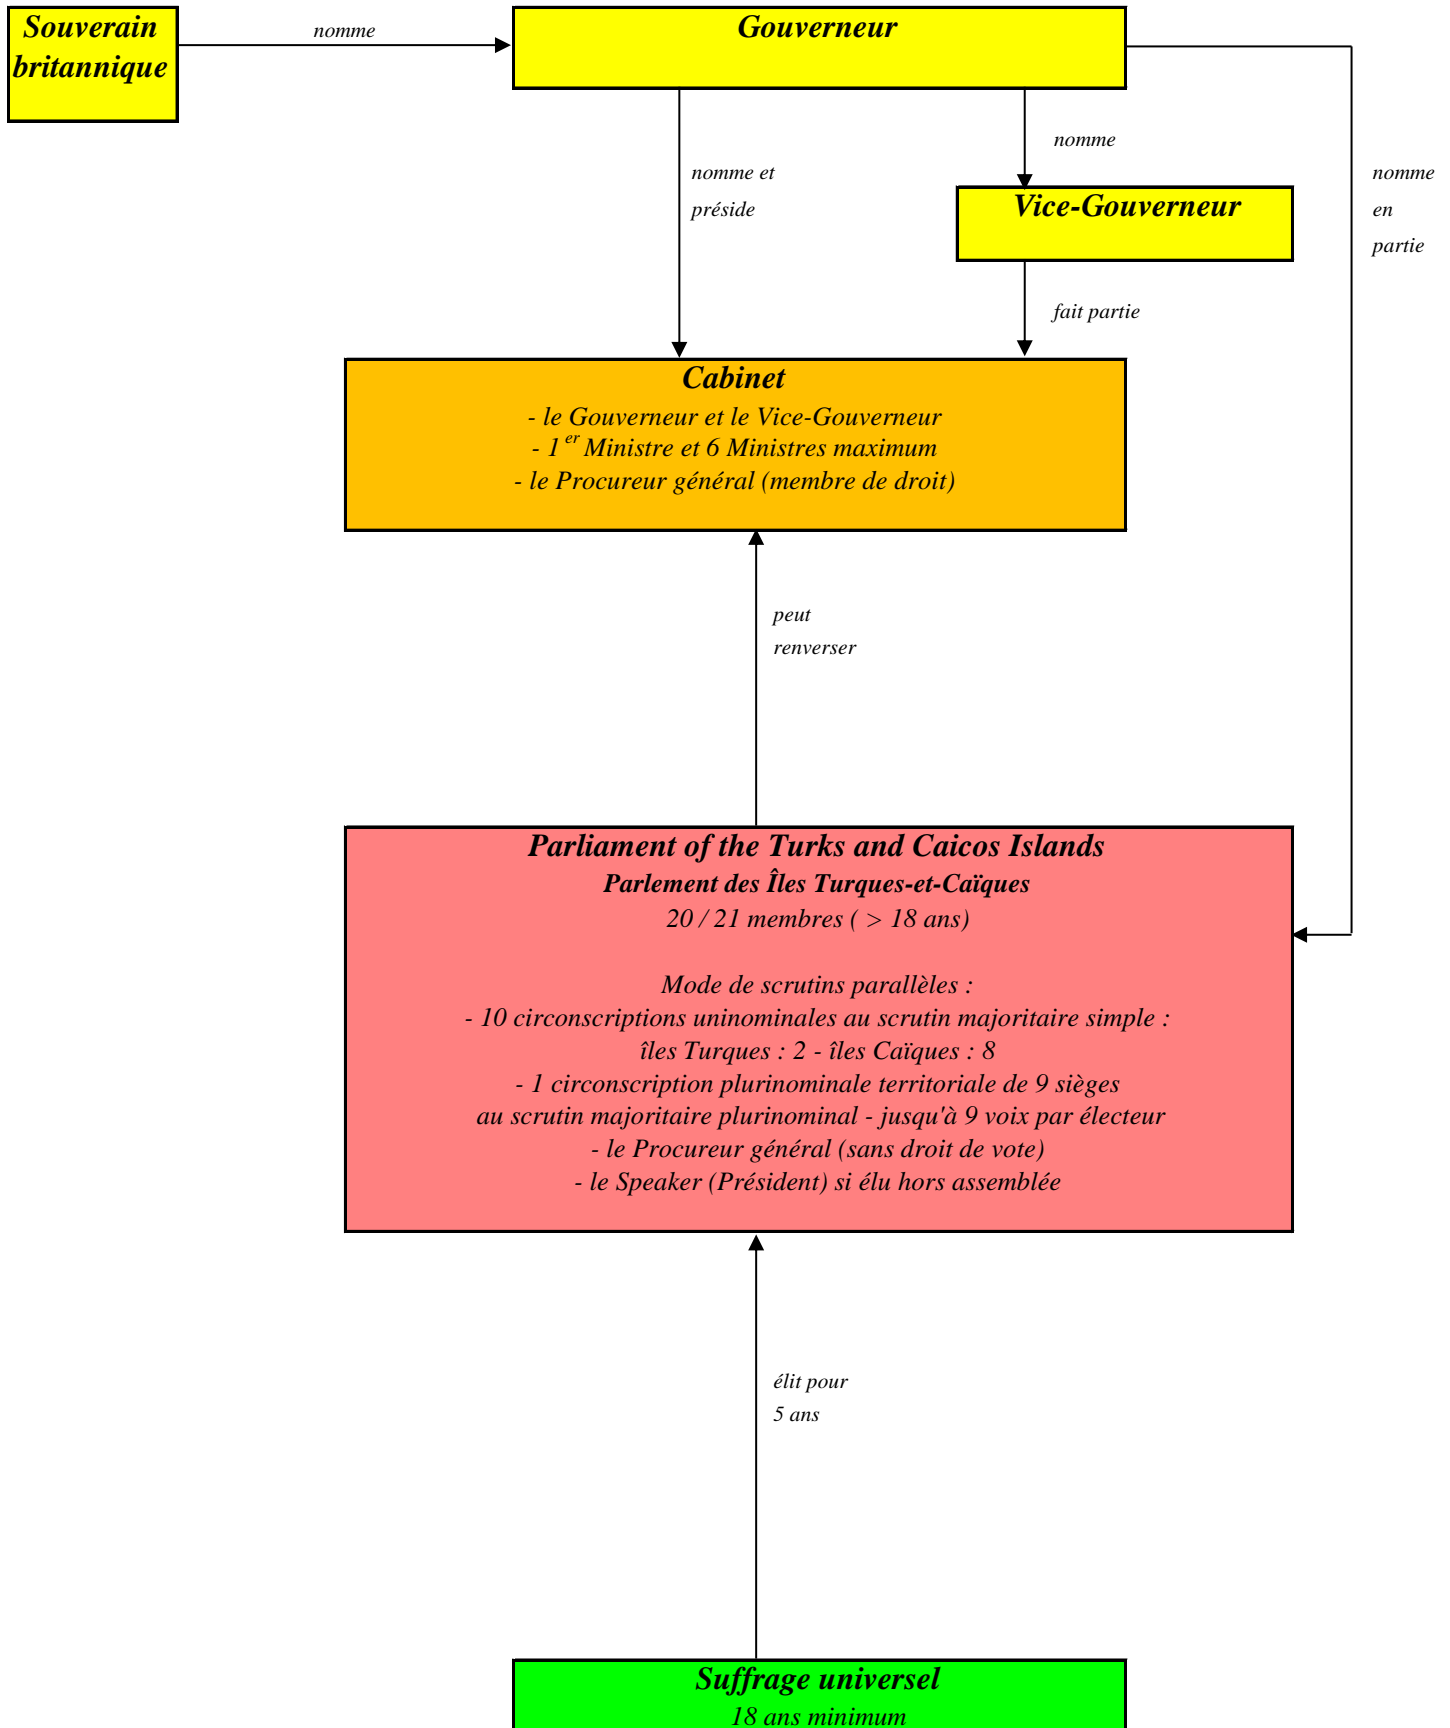 Souverain
britannique
nomme
Gouverneur
nomme
nomme et
préside
nomme
en
partie
Vice-Gouverneur
fait partie
Cabinet
- le Gouverneur et le Vice-Gouverneur
- 1 er Ministre et 6 Ministres maximum
- le Procureur général (membre de droit)
peut
renverser
Parliament of the Turks and Caicos Islands
Parlement des Îles Turques-et-Caïques
20 / 21 membres ( > 18 ans)
Mode de scrutins parallèles :
- 10 circonscriptions uninominales au scrutin majoritaire simple :
îles Turques : 2 - îles Caïques : 8
- 1 circonscription plurinominale territoriale de 9 sièges
au scrutin majoritaire plurinominal - jusqu'à 9 voix par électeur
- le Procureur général (sans droit de vote)
- le Speaker (Président) si élu hors assemblée
élit pour
5 ans
Suffrage universel
18 ans minimum